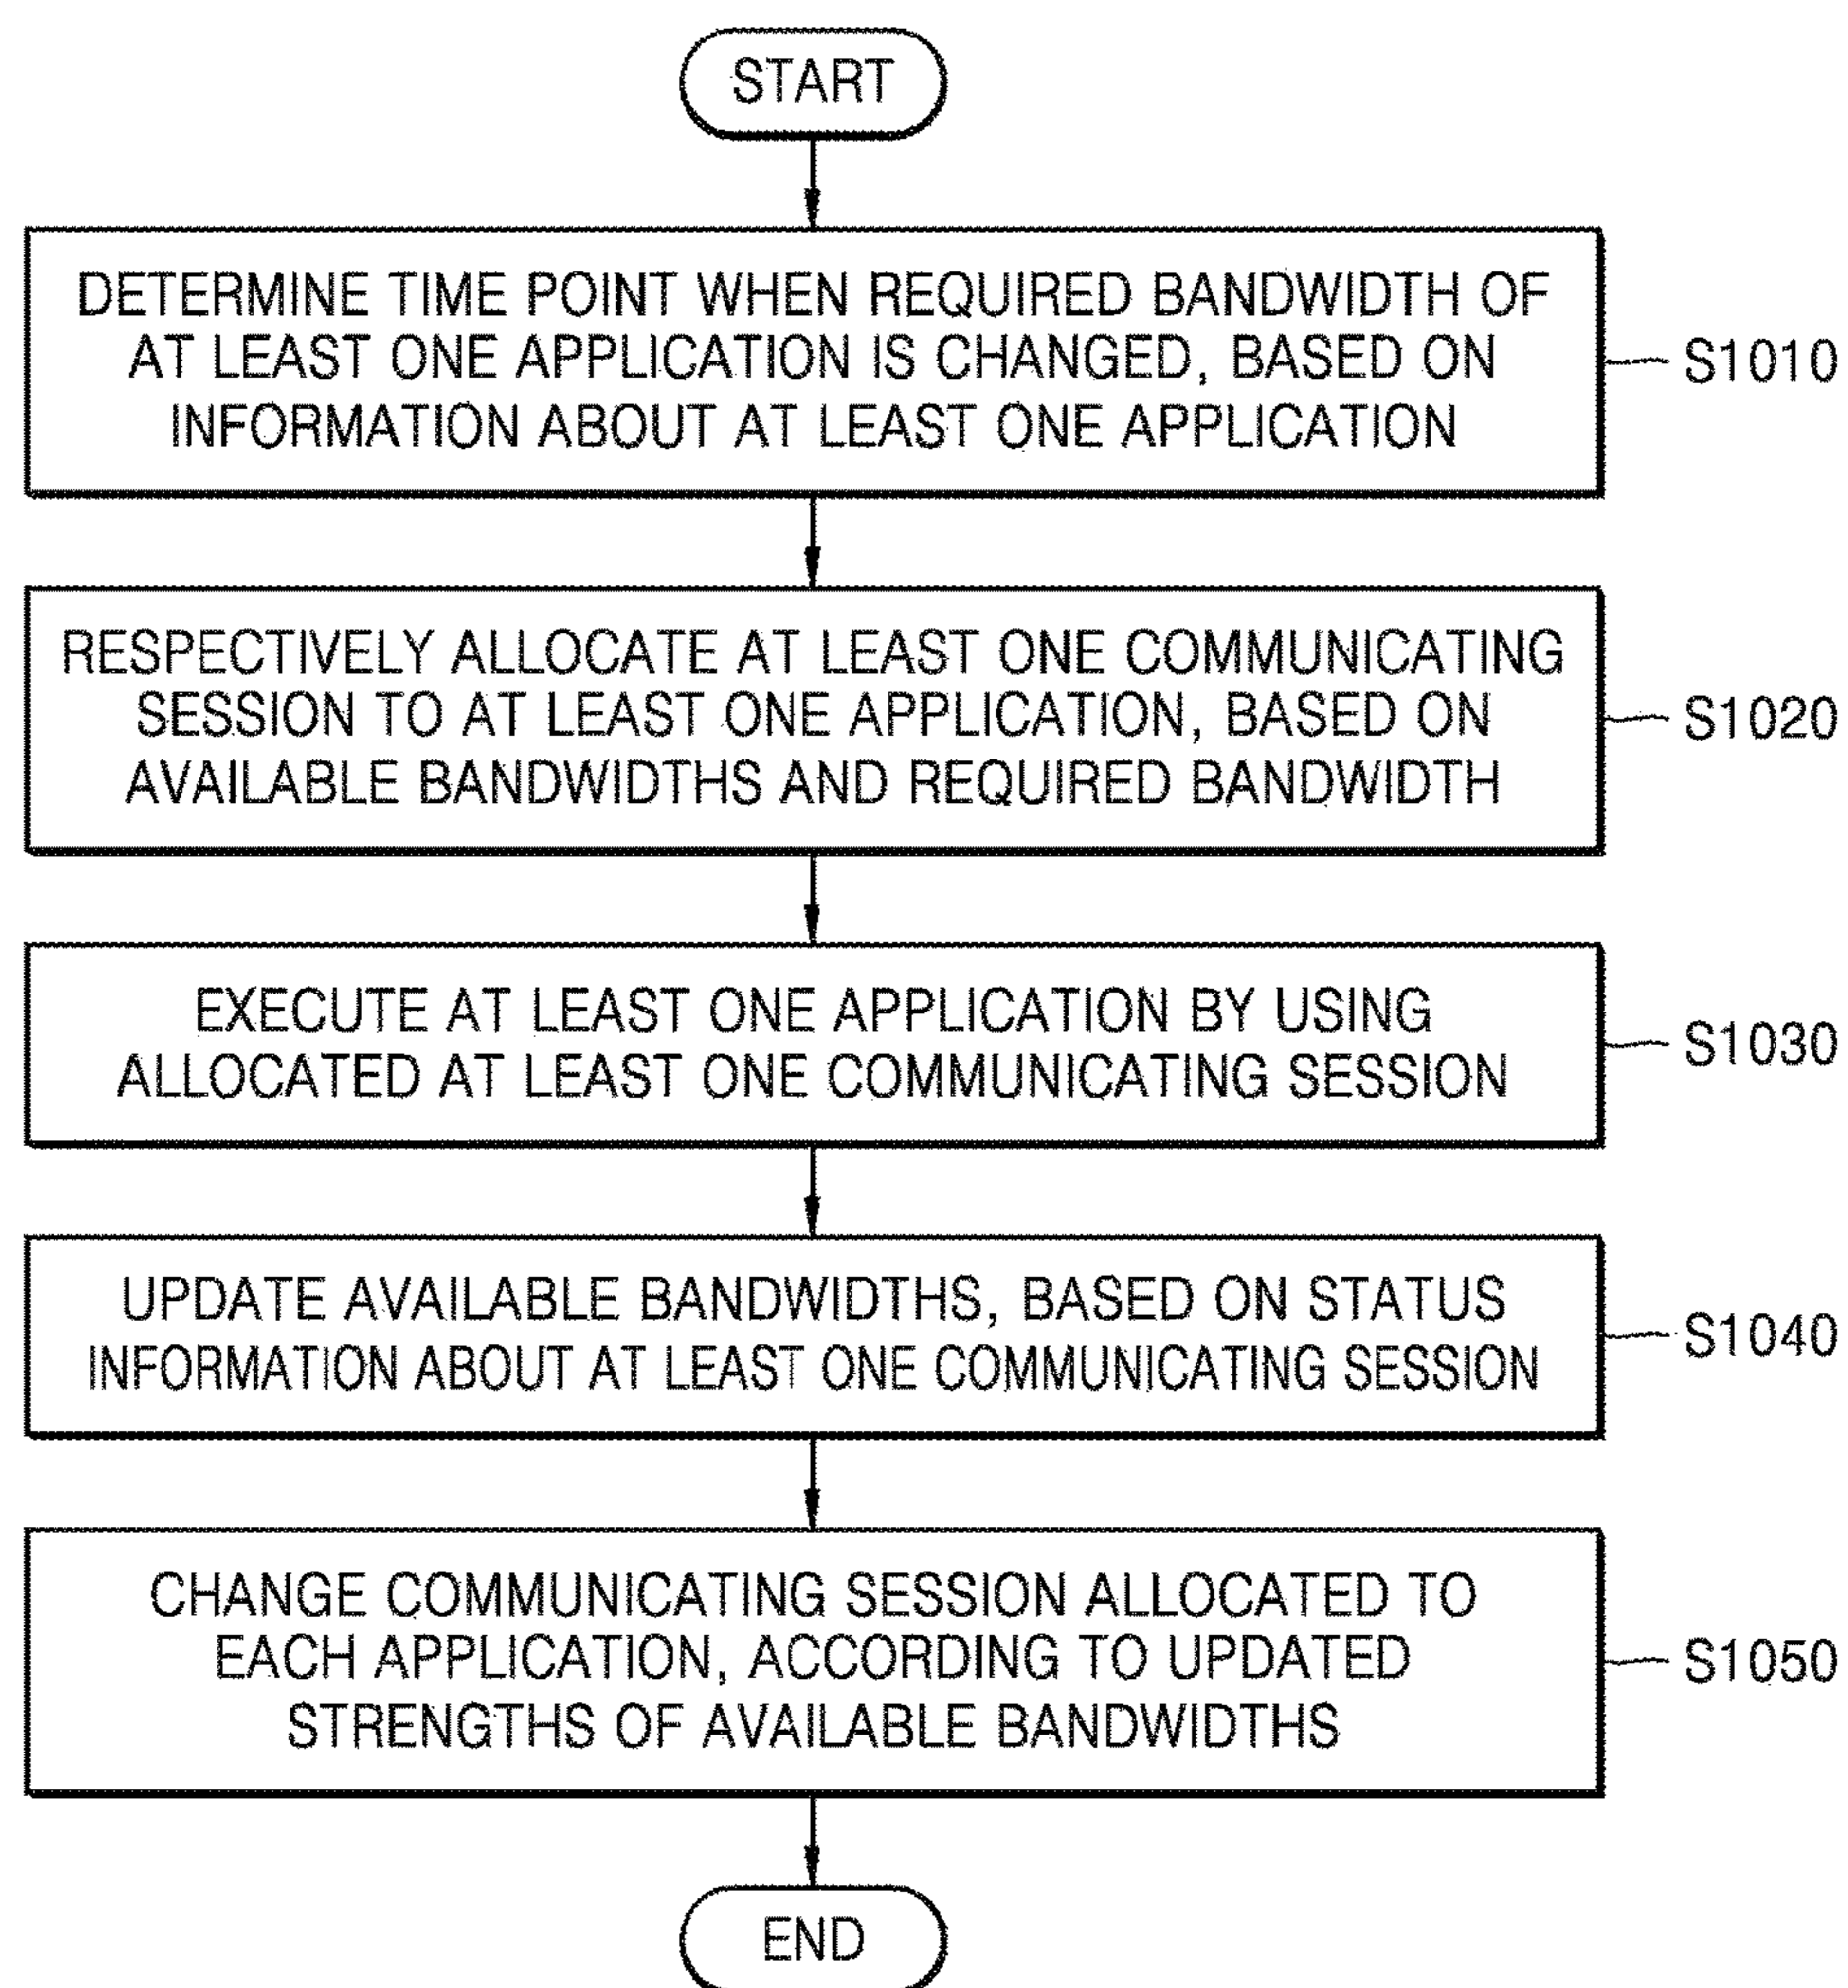 START
DETERMINE TIME POINT WHEN REQUIRED BANDWIDTH OF
AT LEAST ONE APPLICATION IS CHANGED, BASED ON
INFORMATION ABOUT AT LEAST ONE APPLICATION
S1010
RESPECTIVELY ALLOCATE AT LEAST ONE COMMUNICATING
SESSION TO AT LEAST ONE APPLICATION, BASED ON
AVAILABLE BANDWIDTHS AND REQUIRED BANDWIDTH
S1020
EXECUTE AT LEAST ONE APPLICATION BY USING
ALLOCATED AT LEAST ONE COMMUNICATING SESSION
S1030
UPDATE AVAILABLE BANDWIDTHS, BASED ON STATUS
INFORMATION ABOUT AT LEAST ONE COMMUNICATING SESSION
S1040
CHANGE COMMUNICATING SESSION ALLOCATED TO
EACH APPLICATION, ACCORDING TO UPDATED
STRENGTHS OF AVAILABLE BANDWIDTHS
S1050
END